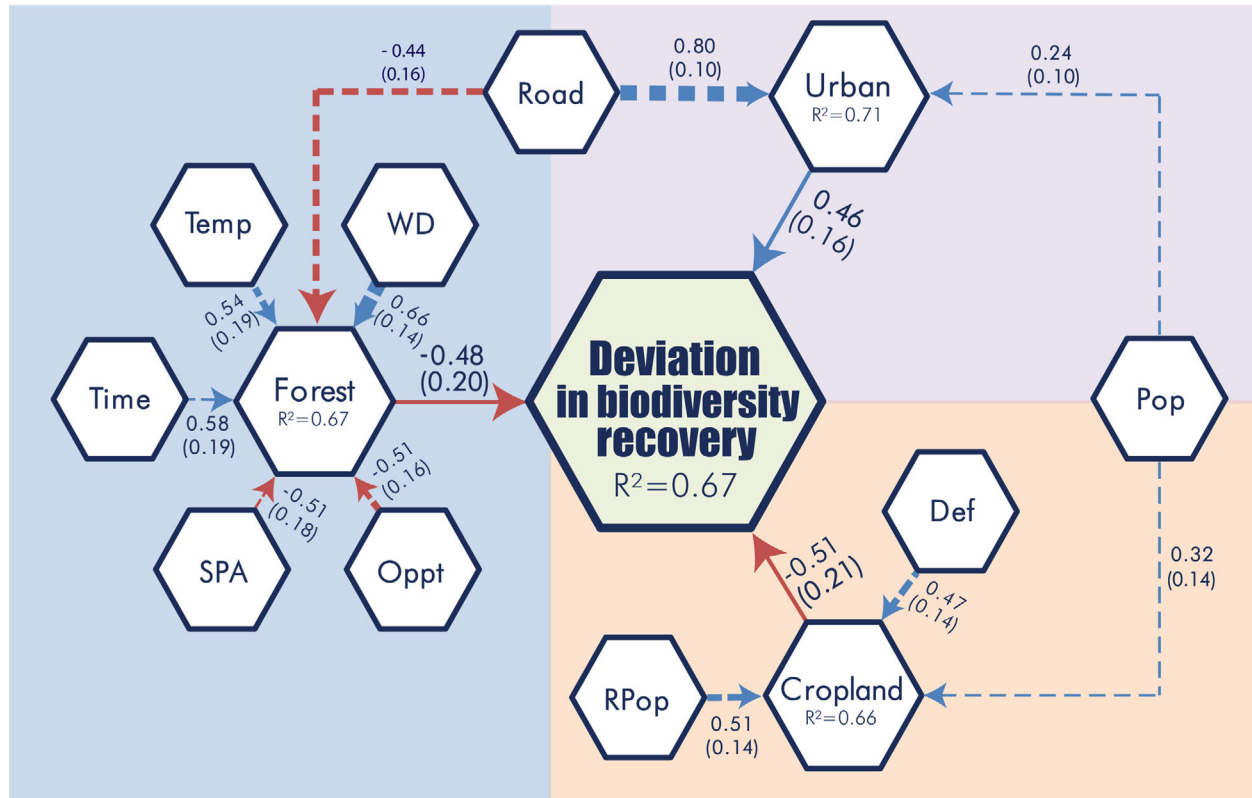 - 0.44
(0.16)
Road
0.80
(0.10)
Urban
R²=0.71
0.24
(0.10)
Temp
WD
0.46
(0.16)
0.54
(0.19)
0.66
(0.14)
-0.48
(0.20)
Time
0.58
(0.19)
Forest
R²=0.67
Deviation
in biodiversity
recovery
R²=0.67
Pop
-0.51
(0.18)
-0.51
(0.16)
SPA
Oppt
Def
0.32
(0.14)
-0.51
(0.21)
0.47
(0.14)
RPop
0.51
(0.14)
Cropland
R²=0.66